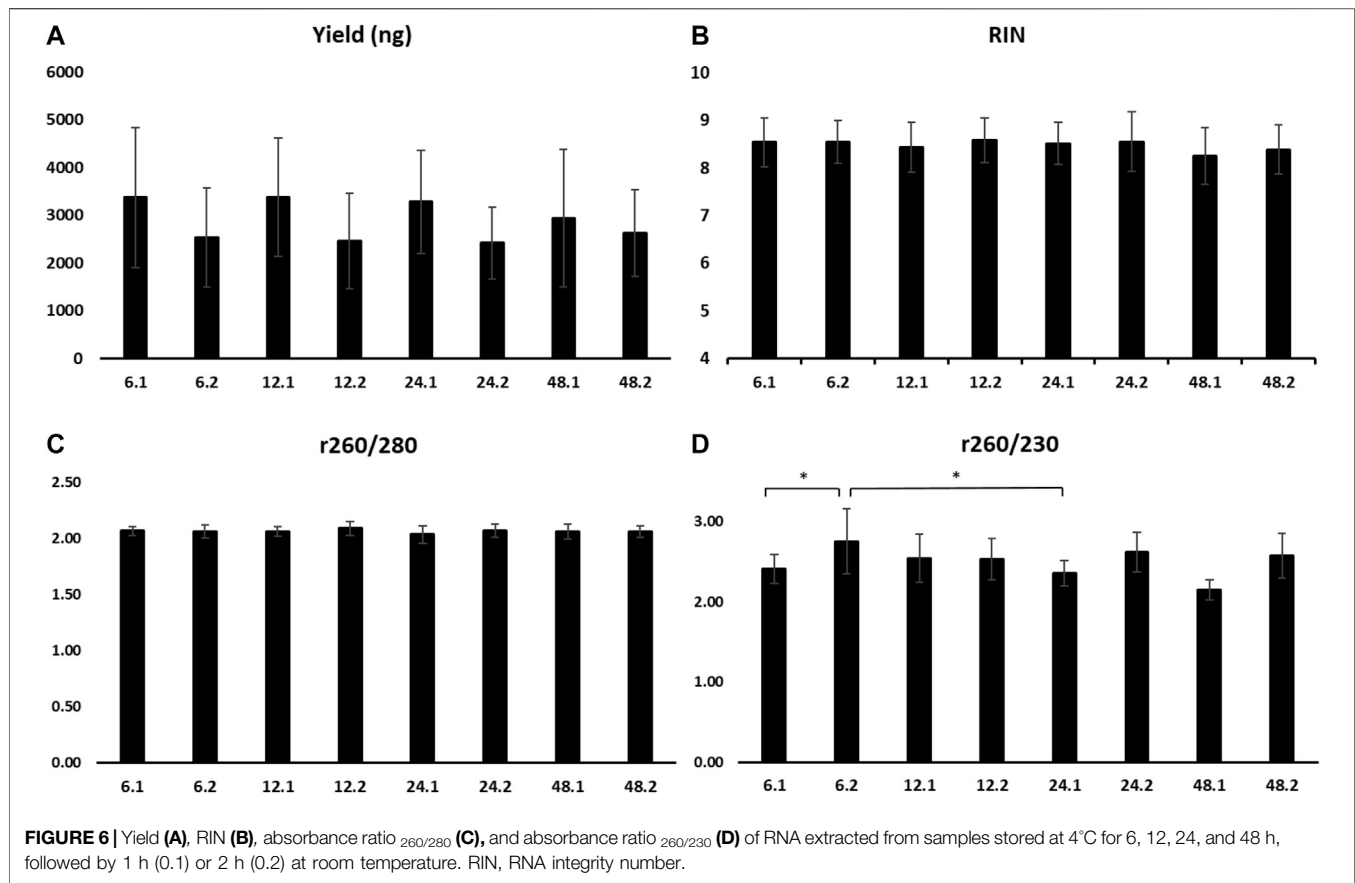 A
Yield (ng)
6000
5000
4000
3000
2000
1000
0
6.1 6.2 12.1 12.2 24.1 24.2 48.1 48.2
B
RIN
10
9
8
7
6
5
4
6.1 6.2 12.1 12.2 24.1 24.2 48.1 48.2
C
r260/280
2.50
2.00
1.50
1.00
0.50
0.00
6.1 6.2 12.1 12.2 24.1 24.2 48.1 48.2
D
r260/230
* *
3.00
2.00
1.00
0.00
6.1 6.2 12.1 12.2 24.1 24.2 48.1 48.2
FIGURE 6 | Yield (A), RIN (B), absorbance ratio 260/280 (C), and absorbance ratio 260/230 (D) of RNA extracted from samples stored at 4°C for 6, 12, 24, and 48 h,
followed by 1 h (0.1) or 2 h (0.2) at room temperature. RIN, RNA integrity number.